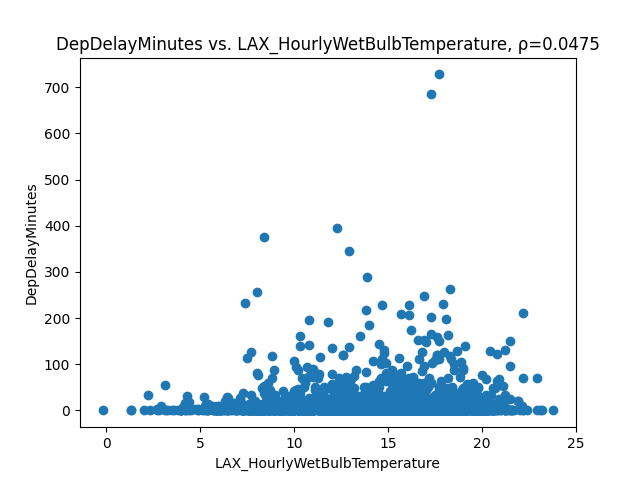 DepDelayMinutes vs. LAX_HourlyWetBulbTemperature, ρ=0.0475
700
600
500
400
300
200
100
0
DepDelayMinutes
0 5 10 15 20 25
LAX_HourlyWetBulbTemperature